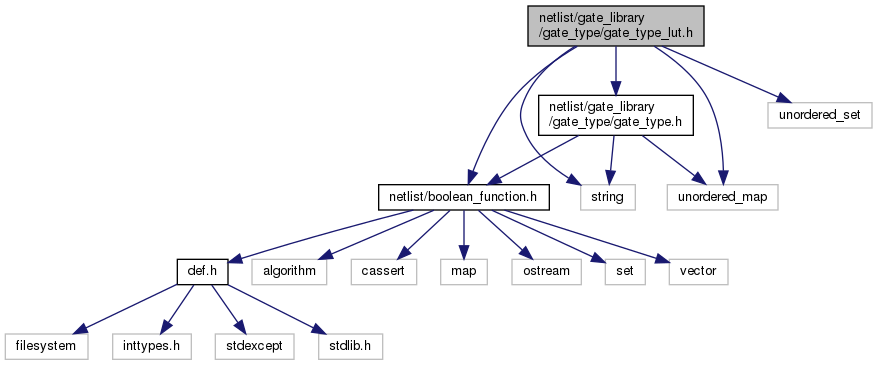 netlist/gate_library
/gate_type/gate_type_lut.h
netlist/gate_library
/gate_type/gate_type.h
unordered_set
netlist/boolean_function.h
string
unordered_map
def.h
algorithm
cassert
map
ostream
set
vector
filesystem
inttypes.h
stdexcept
stdlib.h